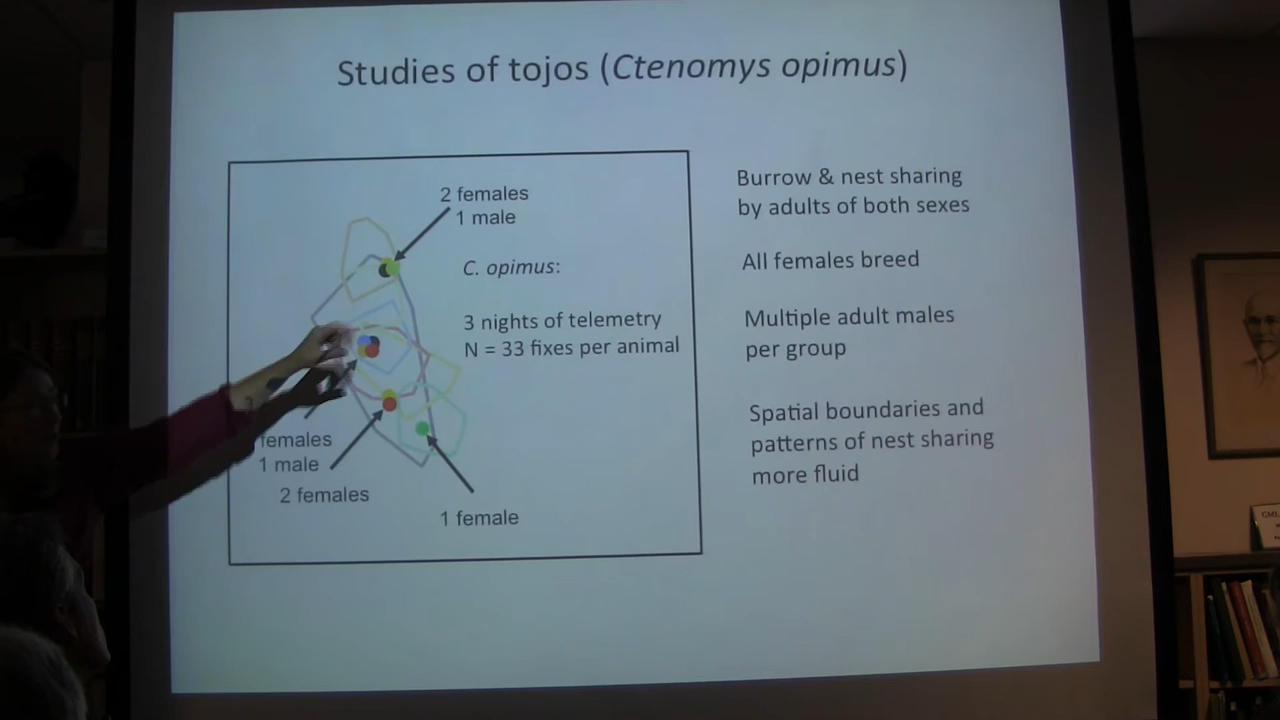 Studies of tojos (Ctenomys opimus)
2 females
1 male
C. opimus:
3 nights of telemetry
N = 33 fixes per animal
females
1 male
2 females
1 female
Burrow & nest sharing
by adults of both sexes
All females breed
Multiple adult males
per group
Spatial boundaries and
patterns of nest sharing
more fluid